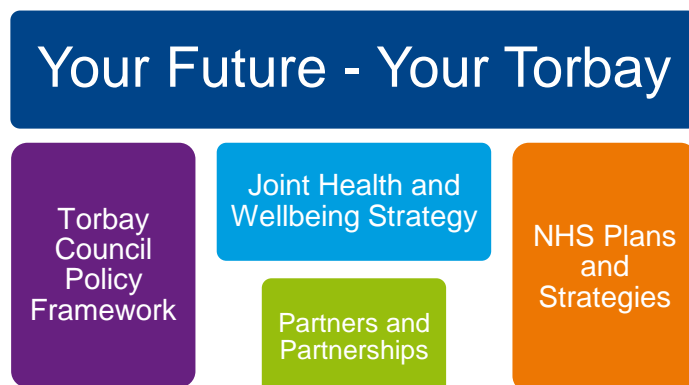 Your Future - Your Torbay
Torbay
Council
Policy
Framework
Joint Health and
Wellbeing Strategy
Partners and
Partnerships
NHS Plans
and
Strategies